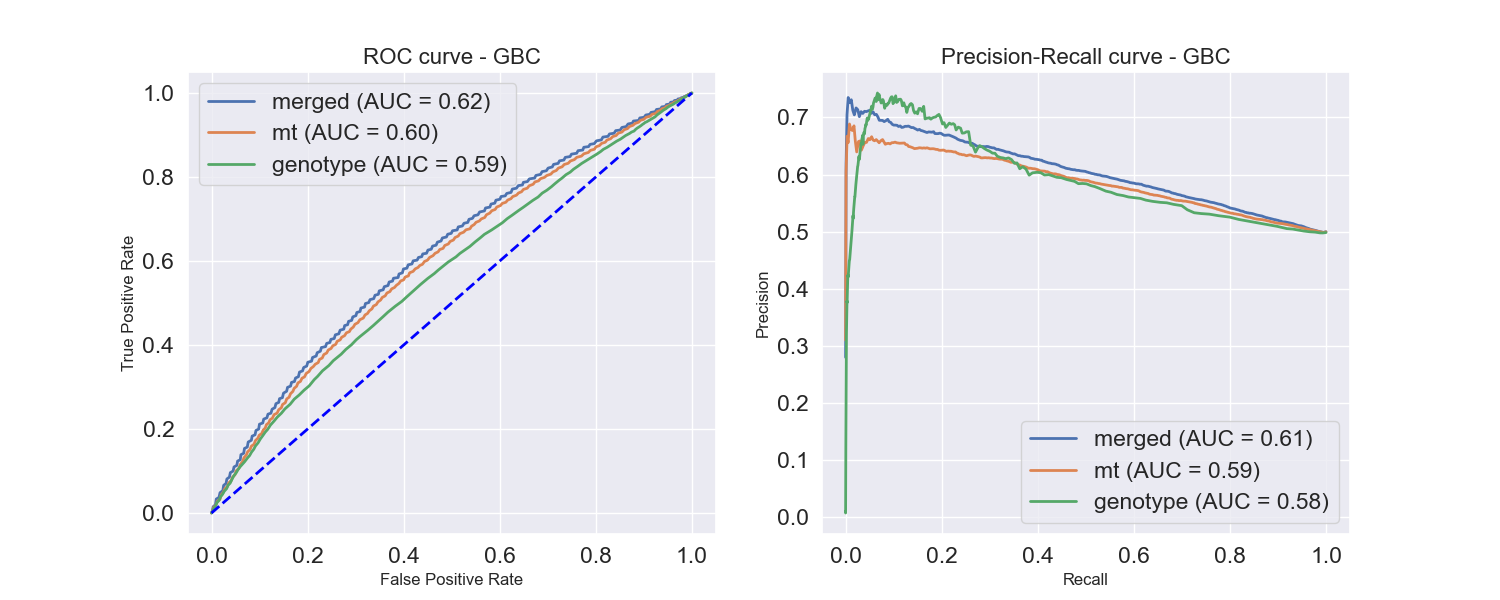 ROC curve - GBC
1.0
0.8
0.6
0.4
0.2
0.0
True Positive Rate
merged (AUC = 0.62)
mt (AUC = 0.60)
genotype (AUC = 0.59)
0.0 0.2 0.4 0.6 0.8 1.0
False Positive Rate
Precision-Recall curve - GBC
0.7
0.6
0.5
0.4
0.3
0.2
0.1
0.0
Precision
merged (AUC = 0.61)
mt (AUC = 0.59)
genotype (AUC = 0.58)
0.0 0.2 0.4 0.6 0.8 1.0
Recall